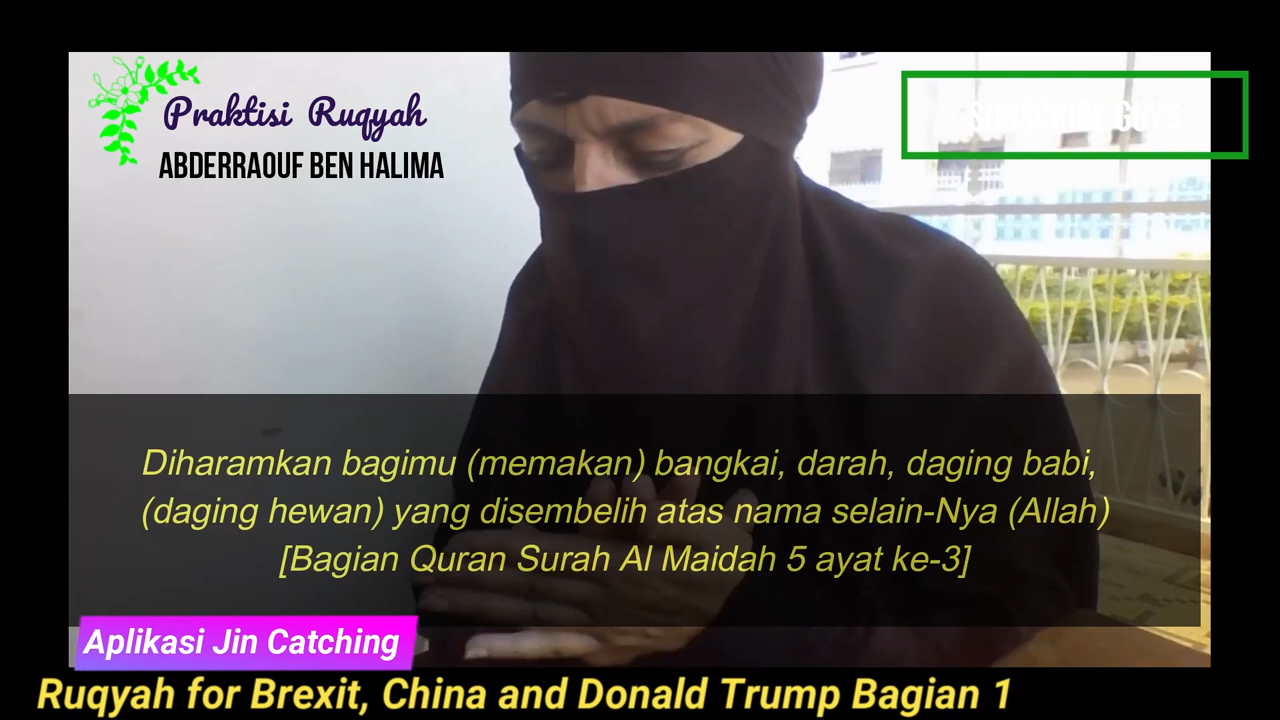 Praktisi Ruqyah
ABDERRAOUF BEN HALIMA
SUBSCRIBE GUYS
Diharamkan bagimu (memakan) bangkai, darah, daging babi,
(daging hewan) yang disembelih atas nama selain-Nya (Allah)
[Bagian Quran Surah Al Maidah 5 ayat ke-3]
Aplikasi Jin Catching
Ruqyah for Brexit, China and Donald Trump Bagian 1